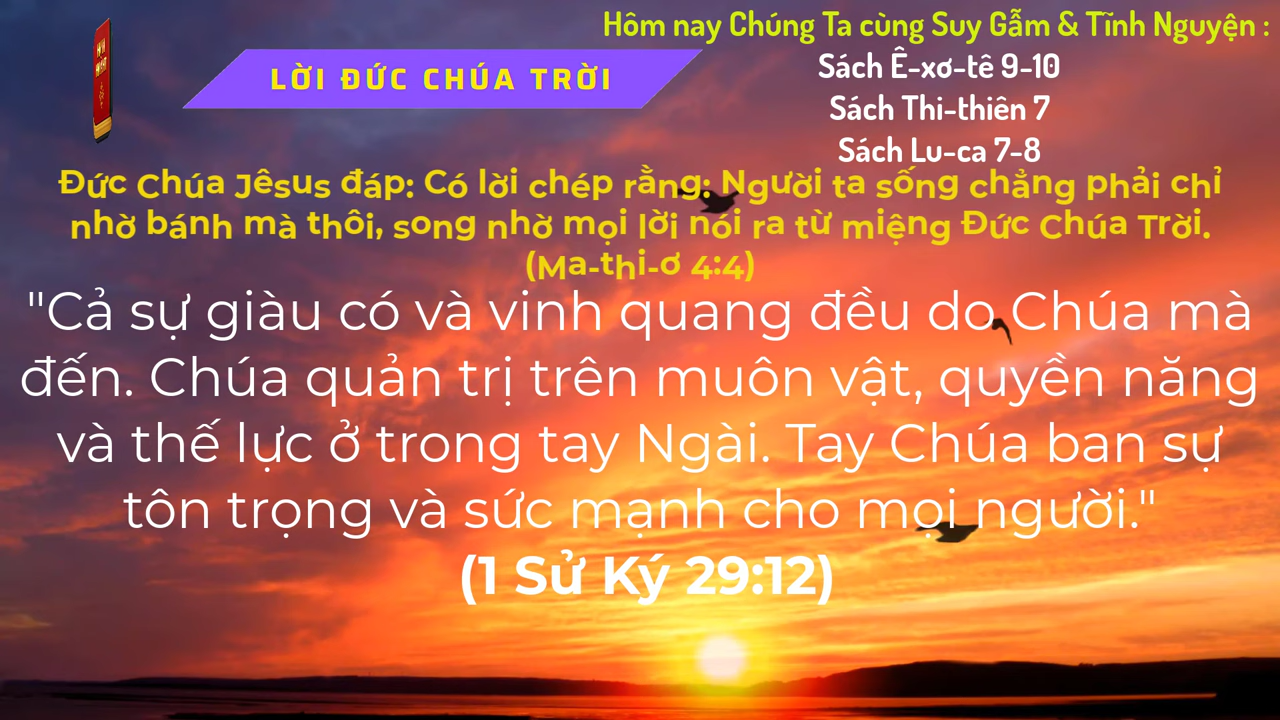 Hôm nay Chúng Ta cùng Suy Gẫm & Tĩnh Nguyện :
LỜI ĐỨC CHÚA TRỜI
Sách Ê-xơ-tê 9-10
Sách Thi-thiên 7
Sách Lu-ca 7-8
Đức Chúa Jêsus đáp: Có lời chép rằng: Người ta sống chẳng phải chỉ
nhờ bánh mà thôi, song nhờ mọi lời nói ra từ miệng Đức Chúa Trời.
(Ma-thi-ơ 4:4)
"Cả sự giàu có và vinh quang đều do Chúa mà
đến. Chúa quản trị trên muôn vật, quyền năng
và thế lực ở trong tay Ngài. Tay Chúa ban sự
tôn trọng và sức mạnh cho mọi người."
(1 Sử Ký 29:12)